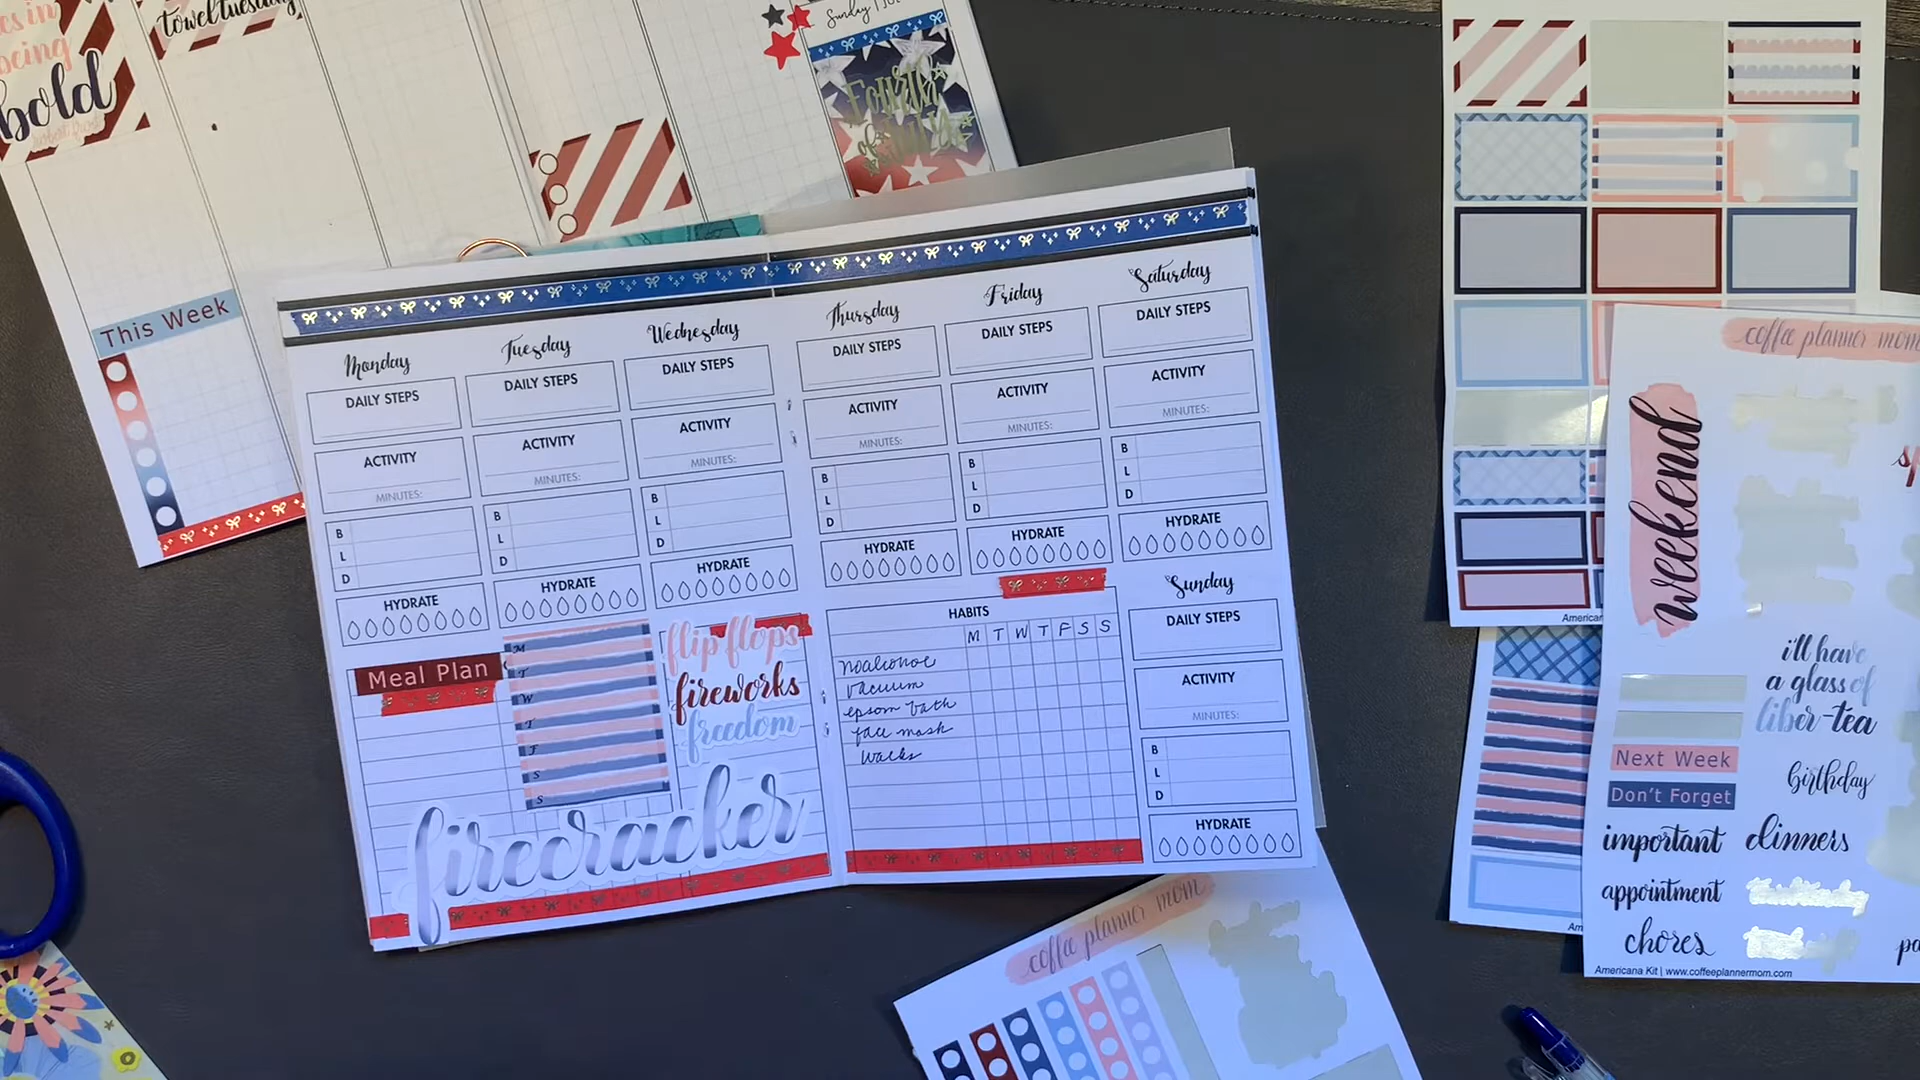 being
bold
towel tuesday
Sunday
Fourth
of July
This Week
Monday
DAILY STEPS
ACTIVITY
MINUTES:
B
L
D
HYDRATE
Tuesday
DAILY STEPS
ACTIVITY
MINUTES:
B
L
D
HYDRATE
Wednesday
DAILY STEPS
ACTIVITY
MINUTES:
B
L
D
HYDRATE
Meal Plan
M
T
W
T
F
S
S
flip flops
fireworks
freedom
firecracker
Thursday
DAILY STEPS
ACTIVITY
MINUTES:
B
L
D
HYDRATE
Friday
DAILY STEPS
ACTIVITY
MINUTES:
B
L
D
HYDRATE
Saturday
DAILY STEPS
ACTIVITY
MINUTES:
B
L
D
HYDRATE
HABITS
M T W T F S S
no alcohol
vacuum
epsom bath
face mask
walks
Sunday
DAILY STEPS
ACTIVITY
MINUTES:
B
L
D
HYDRATE
coffee planner mom
coffee planner mom
weekend
i'll have
a glass of
liber-tea
Next Week
Don't Forget
birthday
important
dinners
appointment
chores
Americana Kit | www.coffeeplannermom.com